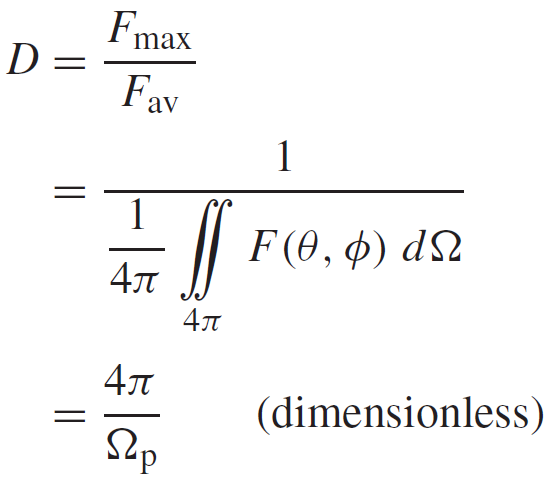 D = F_max / F_av
= 1 / ( 1/4π ∬_4π F(θ, φ) dΩ )
= 4π / Ω_p (dimensionless)